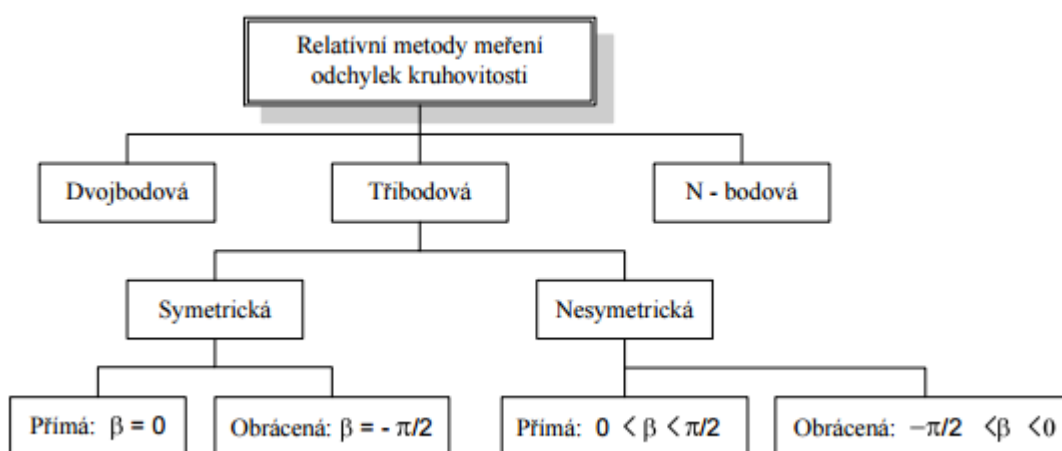 Relatívní metody meření
odchylek kruhovitosti
Dvojbodová
Tříbodová
N - bodová
Symetrická
Nesymetrická
Přímá: β = 0
Obrácená: β = - π/2
Přímá: 0 < β < π/2
Obrácená: −π/2 <β <0